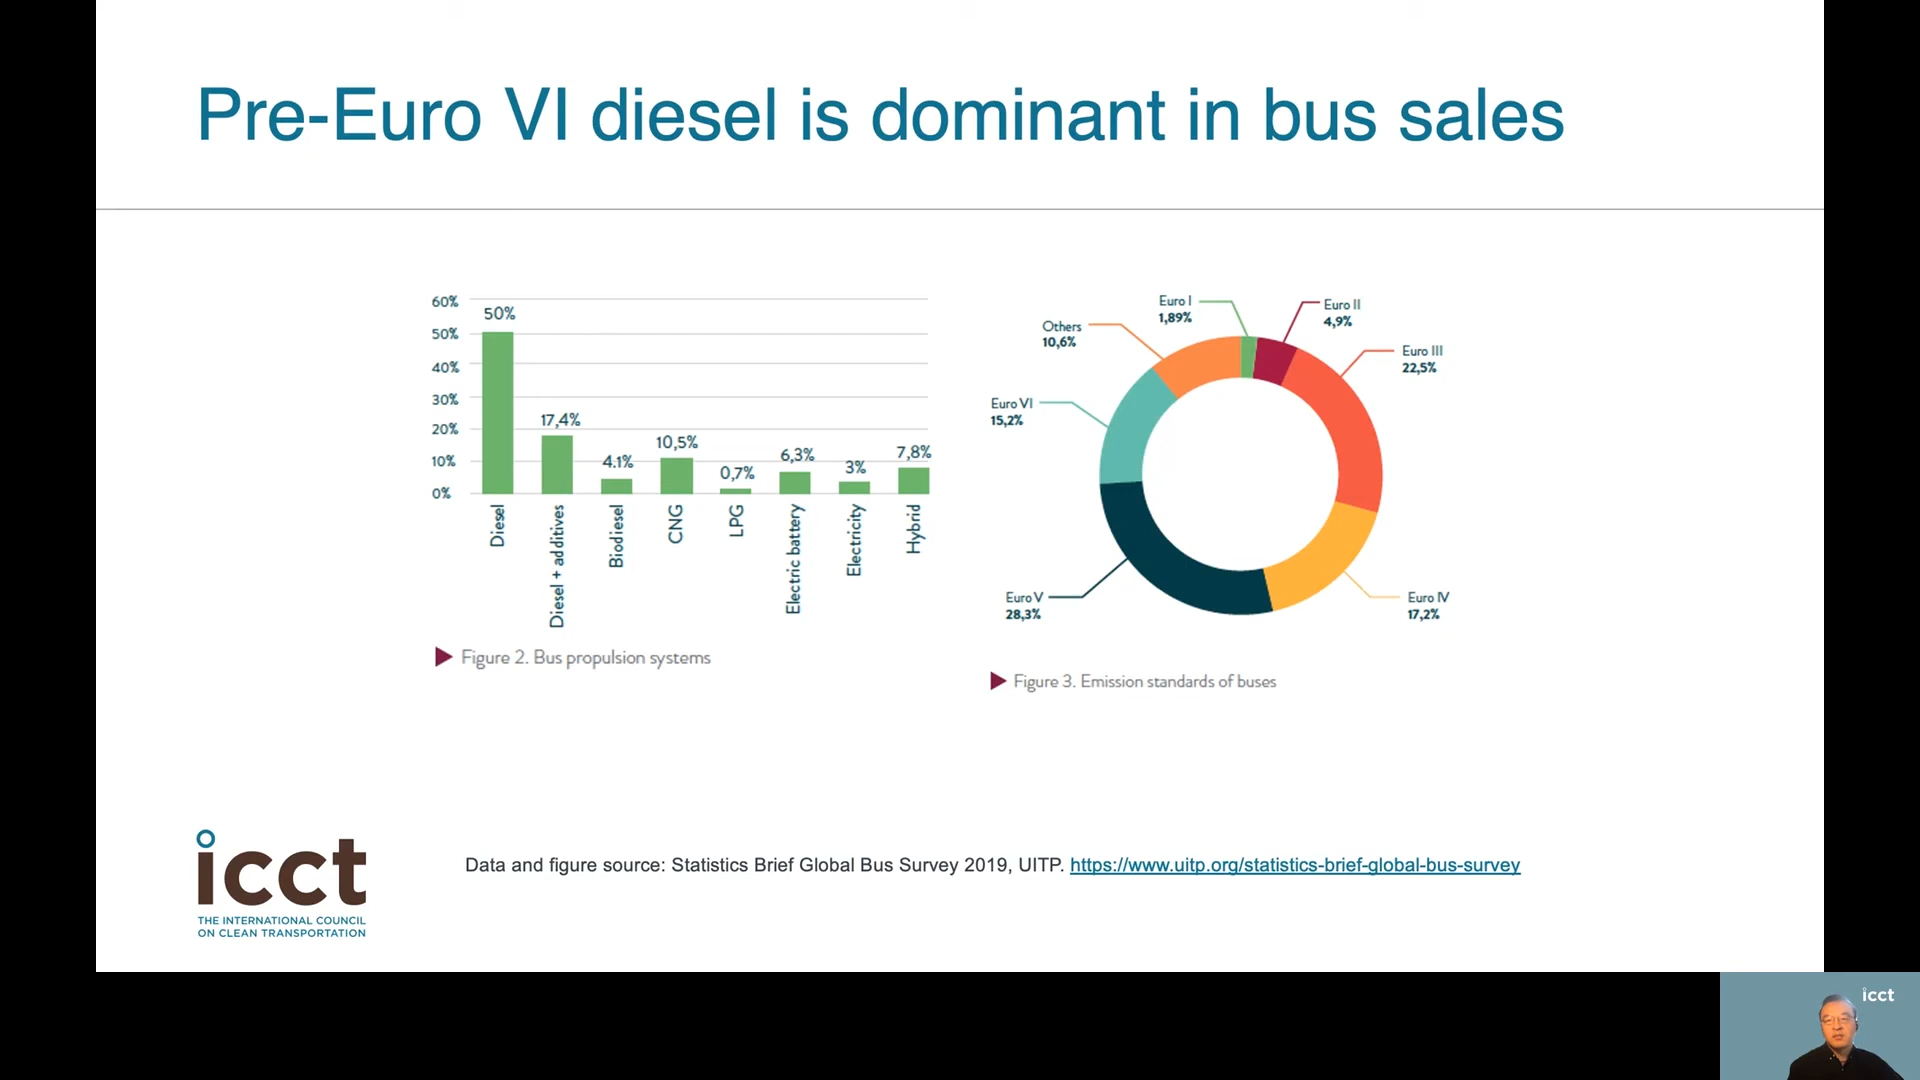 Pre-Euro VI diesel is dominant in bus sales
60%
50%
40%
30%
20%
10%
0%
50%
17,4%
4.1%
10,5%
0,7%
6,3%
3%
7,8%
Diesel
Diesel + additives
Biodiesel
CNG
LPG
Electric battery
Electricity
Hybrid
Figure 2. Bus propulsion systems
Euro I
1,89%
Euro II
4,9%
Others
10,6%
Euro III
22,5%
Euro VI
15,2%
Euro V
28,3%
Euro IV
17,2%
Figure 3. Emission standards of buses
icct
THE INTERNATIONAL COUNCIL
ON CLEAN TRANSPORTATION
Data and figure source: Statistics Brief Global Bus Survey 2019, UITP. https://www.uitp.org/statistics-brief-global-bus-survey
icct